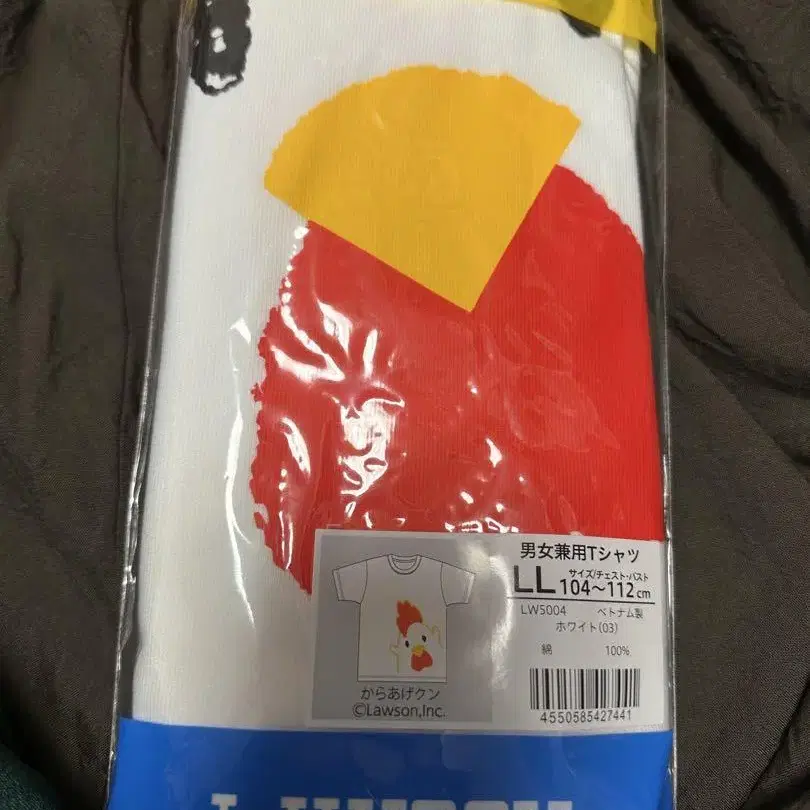 男女兼用Tシャツ
サイズ/チェスト・バスト
LL 104〜112cm
LW5004 ベトナム製
ホワイト(03)
綿 100%
4550585427441
からあげクン
©Lawson,Inc.